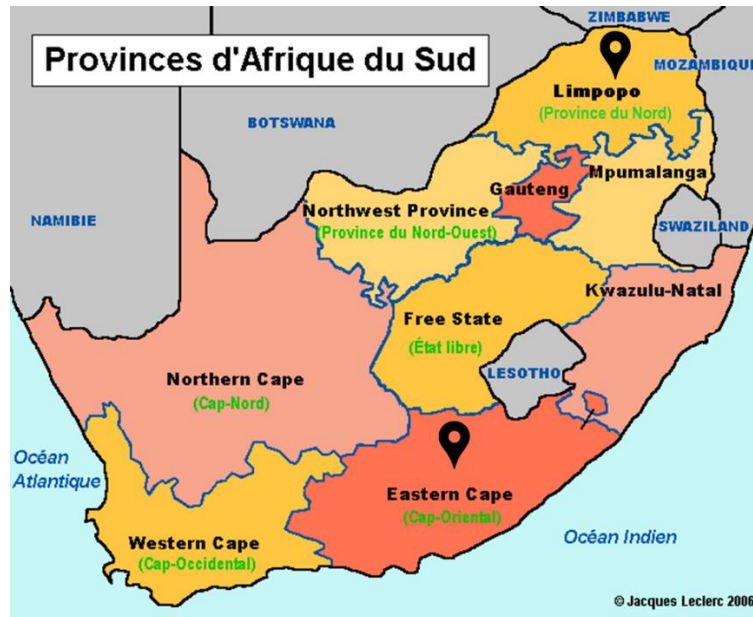 Provinces d'Afrique du Sud
ZIMBABWE
MOZAMBIQUE
Limpopo
(Province du Nord)
BOTSWANA
NAMIBIE
Gauteng
Mpumalanga
Northwest Province
(Province du Nord-Ouest)
SWAZILAND
Kwazulu-Natal
Free State
(État libre)
LESOTHO
Northern Cape
(Cap-Nord)
Océan
Atlantique
Eastern Cape
(Cap-Oriental)
Western Cape
(Cap-Occidental)
Océan Indien
© Jacques Leclerc 2006